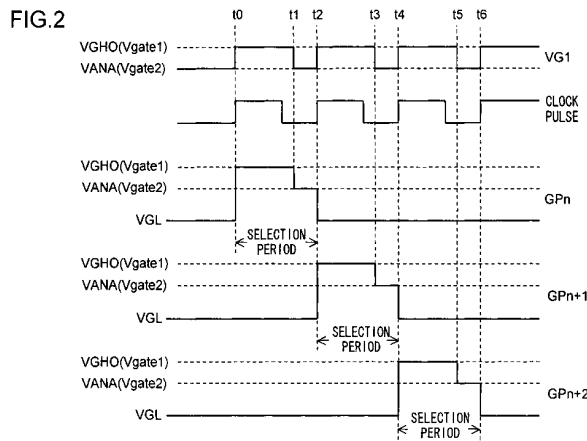 FIG.2
t0 t1 t2 t3 t4 t5 t6
VGHO(Vgate1)
VANA(Vgate2)
VG1
CLOCK
PULSE
VGHO(Vgate1)
VANA(Vgate2)
GPn
VGL
SELECTION
PERIOD
VGHO(Vgate1)
VANA(Vgate2)
GPn+1
VGL
SELECTION
PERIOD
VGHO(Vgate1)
VANA(Vgate2)
GPn+2
VGL
SELECTION
PERIOD